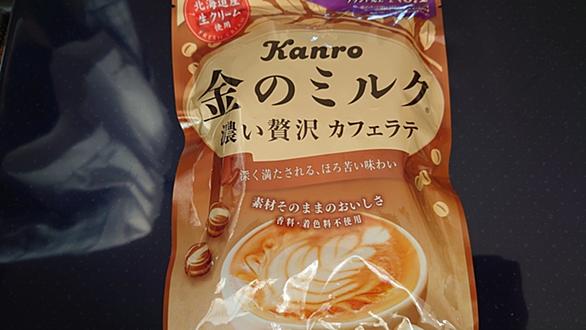 北海道産
生クリーム
使用
Kanro
金のミルク
濃い贅沢 カフェラテ
深く満たされる、ほろ苦い味わい
素材そのままのおいしさ
香料・着色料不使用